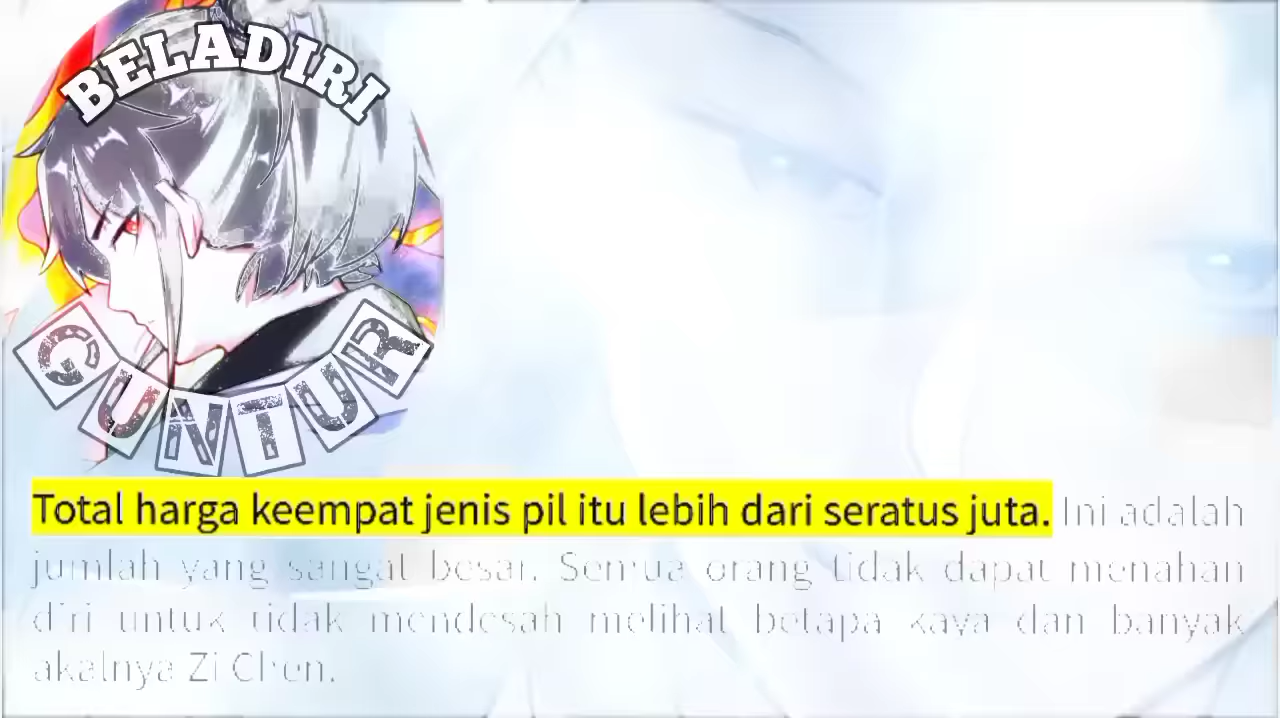 BELADIRI
GUNTUR
Total harga keempat jenis pil itu lebih dari seratus juta. Ini adalah
jumlah yang sangat besar. Semua orang tidak dapat menahan
diri untuk tidak mendesah melihat betapa kaya dan banyak
akalnya Zi Chen.